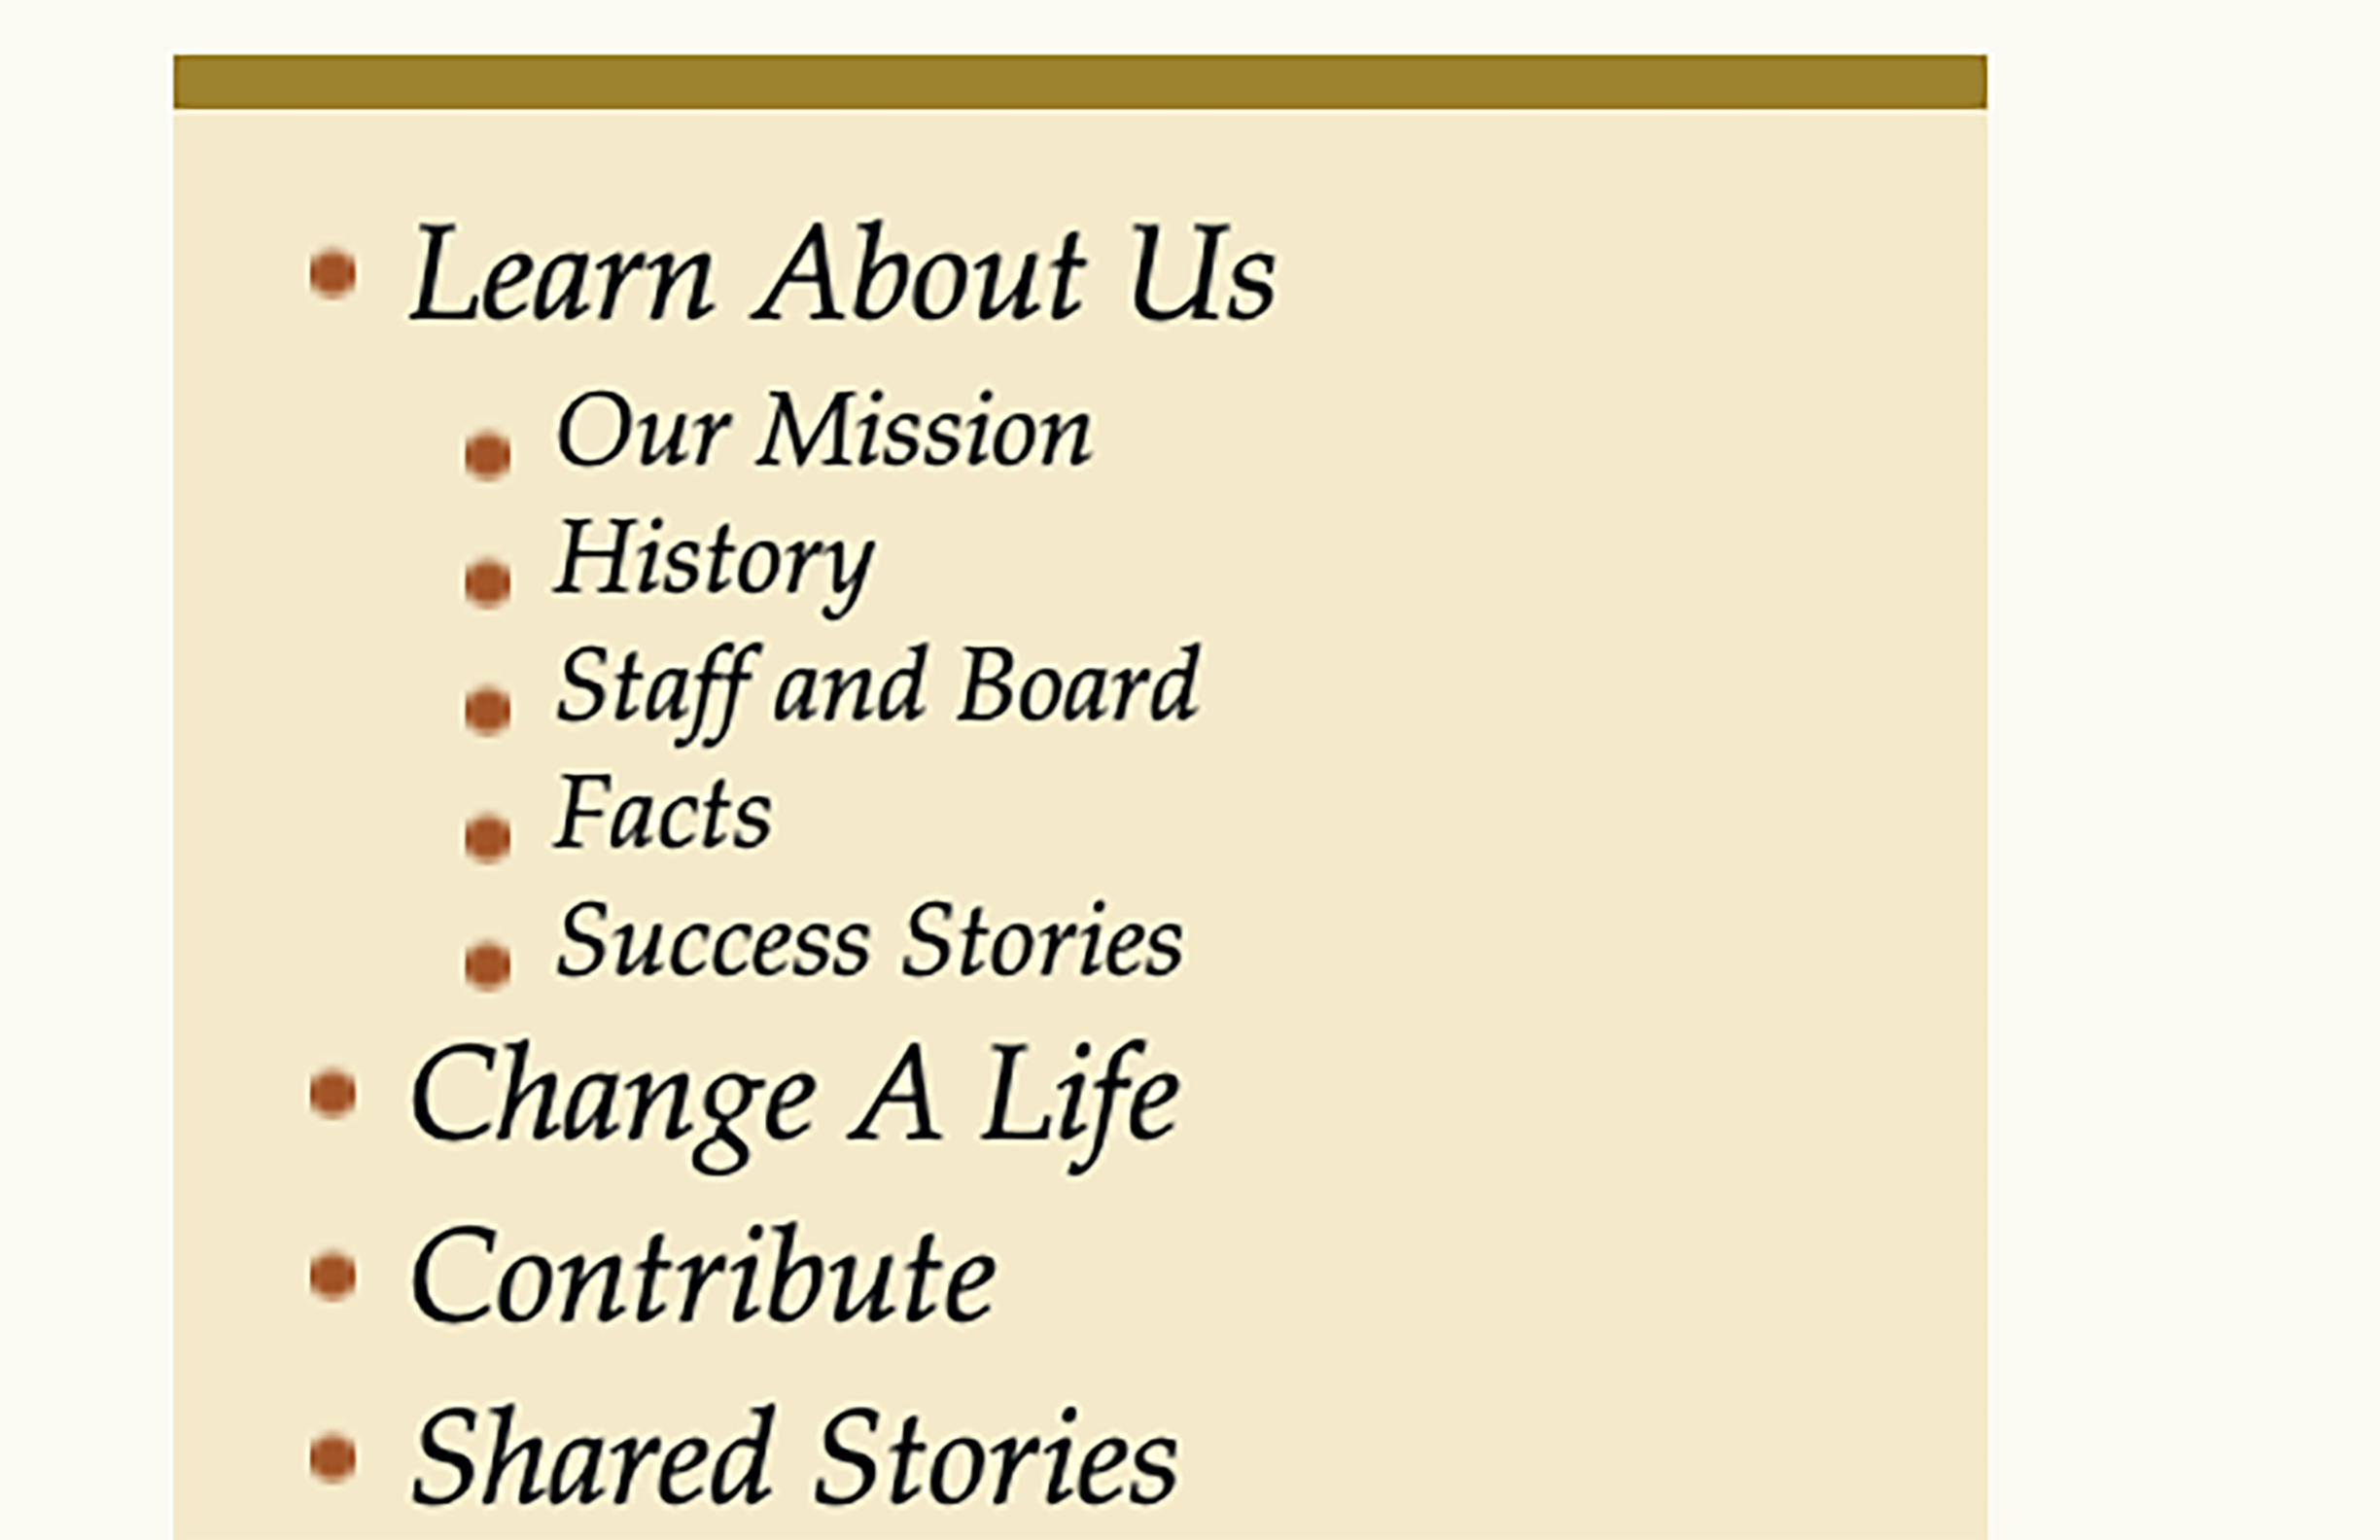 Learn About Us
Our Mission
History
Staff and Board
Facts
Success Stories
Change A Life
Contribute
Shared Stories